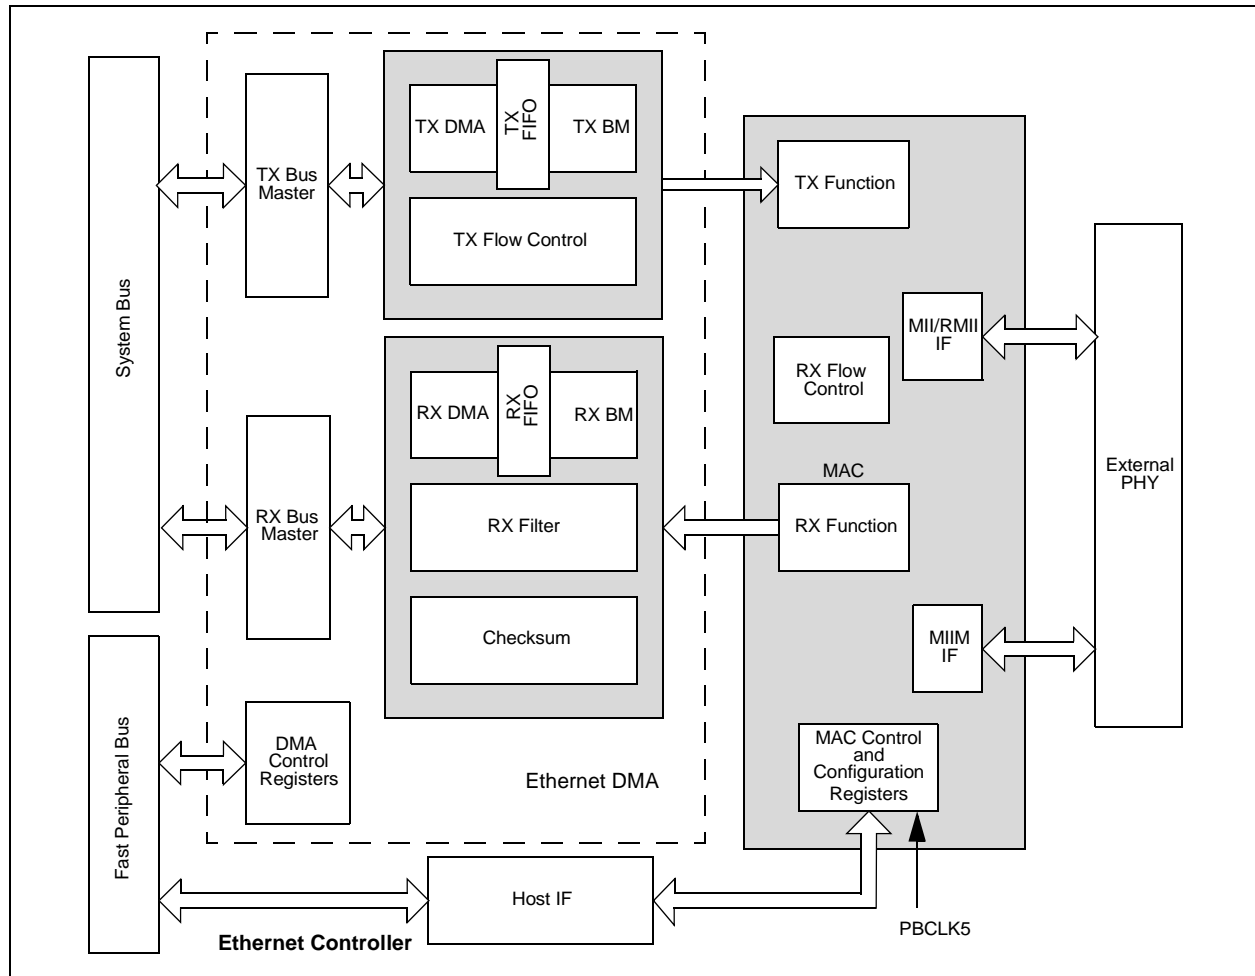 TX DMA
TX
FIFO
TX BM
TX Bus
Master
TX Function
TX Flow Control
System Bus
MII/RMII
IF
RX Flow
Control
RX DMA
RX
FIFO
RX BM
External
PHY
MAC
RX Bus
Master
RX Filter
RX Function
Checksum
MIIM
IF
Fast Peripheral Bus
DMA
Control
Registers
Ethernet DMA
MAC Control
and
Configuration
Registers
Host IF
PBCLK5
Ethernet Controller